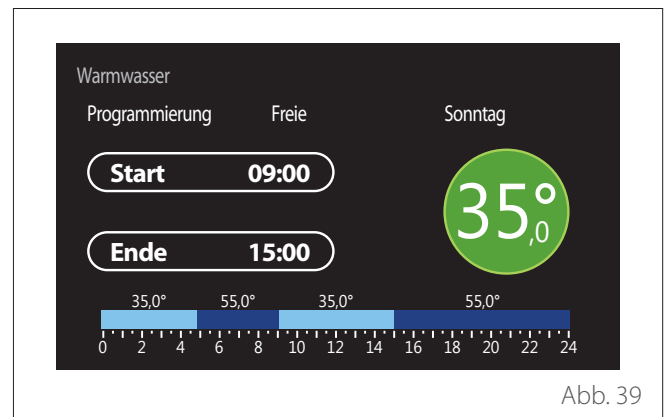 Warmwasser
Programmierung Freie Sonntag
Start 09:00
35,0°
Ende 15:00
35,0° 55,0° 35,0° 55,0°
0 2 4 6 8 10 12 14 16 18 20 22 24
Abb. 39